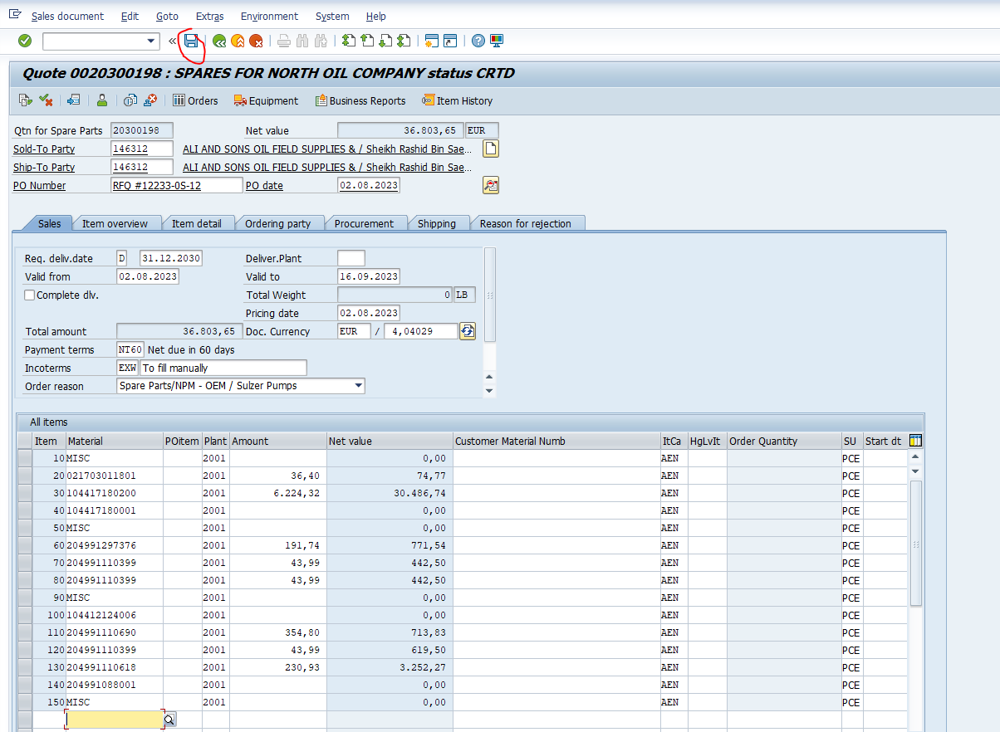 Sales document Edit Goto Extras Environment System Help
Quote 0020300198 : SPARES FOR NORTH OIL COMPANY status CRTD
Orders Equipment Business Reports Item History
Qtn for Spare Parts 20300198 Net value 36.803,65 EUR
Sold-To Party 146312 ALI AND SONS OIL FIELD SUPPLIES & / Sheikh Rashid Bin Sae...
Ship-To Party 146312 ALI AND SONS OIL FIELD SUPPLIES & / Sheikh Rashid Bin Sae...
PO Number RFQ #12233-0S-12 PO date 02.08.2023
Sales Item overview Item detail Ordering party Procurement Shipping Reason for rejection
Req. deliv.date D 31.12.2030 Deliver.Plant
Valid from 02.08.2023 Valid to 16.09.2023
Complete dlv. Total Weight 0 LB
Pricing date 02.08.2023
Total amount 36.803,65 Doc. Currency EUR / 4,04029
Payment terms NT60 Net due in 60 days
Incoterms EXW To fill manually
Order reason Spare Parts/NPM - OEM / Sulzer Pumps
All items
Item Material POitem Plant Amount Net value Customer Material Numb ItCa HgLvIt Order Quantity SU Start dt
10 MISC 2001 0,00 AEN PCE
20 021703011801 2001 36,40 74,77 AEN PCE
30 104417180200 2001 6.224,32 30.486,74 AEN PCE
40 104417180001 2001 0,00 AEN PCE
50 MISC 2001 0,00 AEN PCE
60 204991297376 2001 191,74 771,54 AEN PCE
70 204991110399 2001 43,99 442,50 AEN PCE
80 204991110399 2001 43,99 442,50 AEN PCE
90 MISC 2001 0,00 AEN PCE
100 104412124006 2001 0,00 AEN PCE
110 204991110690 2001 354,80 713,83 AEN PCE
120 204991110399 2001 43,99 619,50 AEN PCE
130 204991110618 2001 230,93 3.252,27 AEN PCE
140 204991088001 2001 0,00 AEN PCE
150 MISC 2001 0,00 AEN PCE